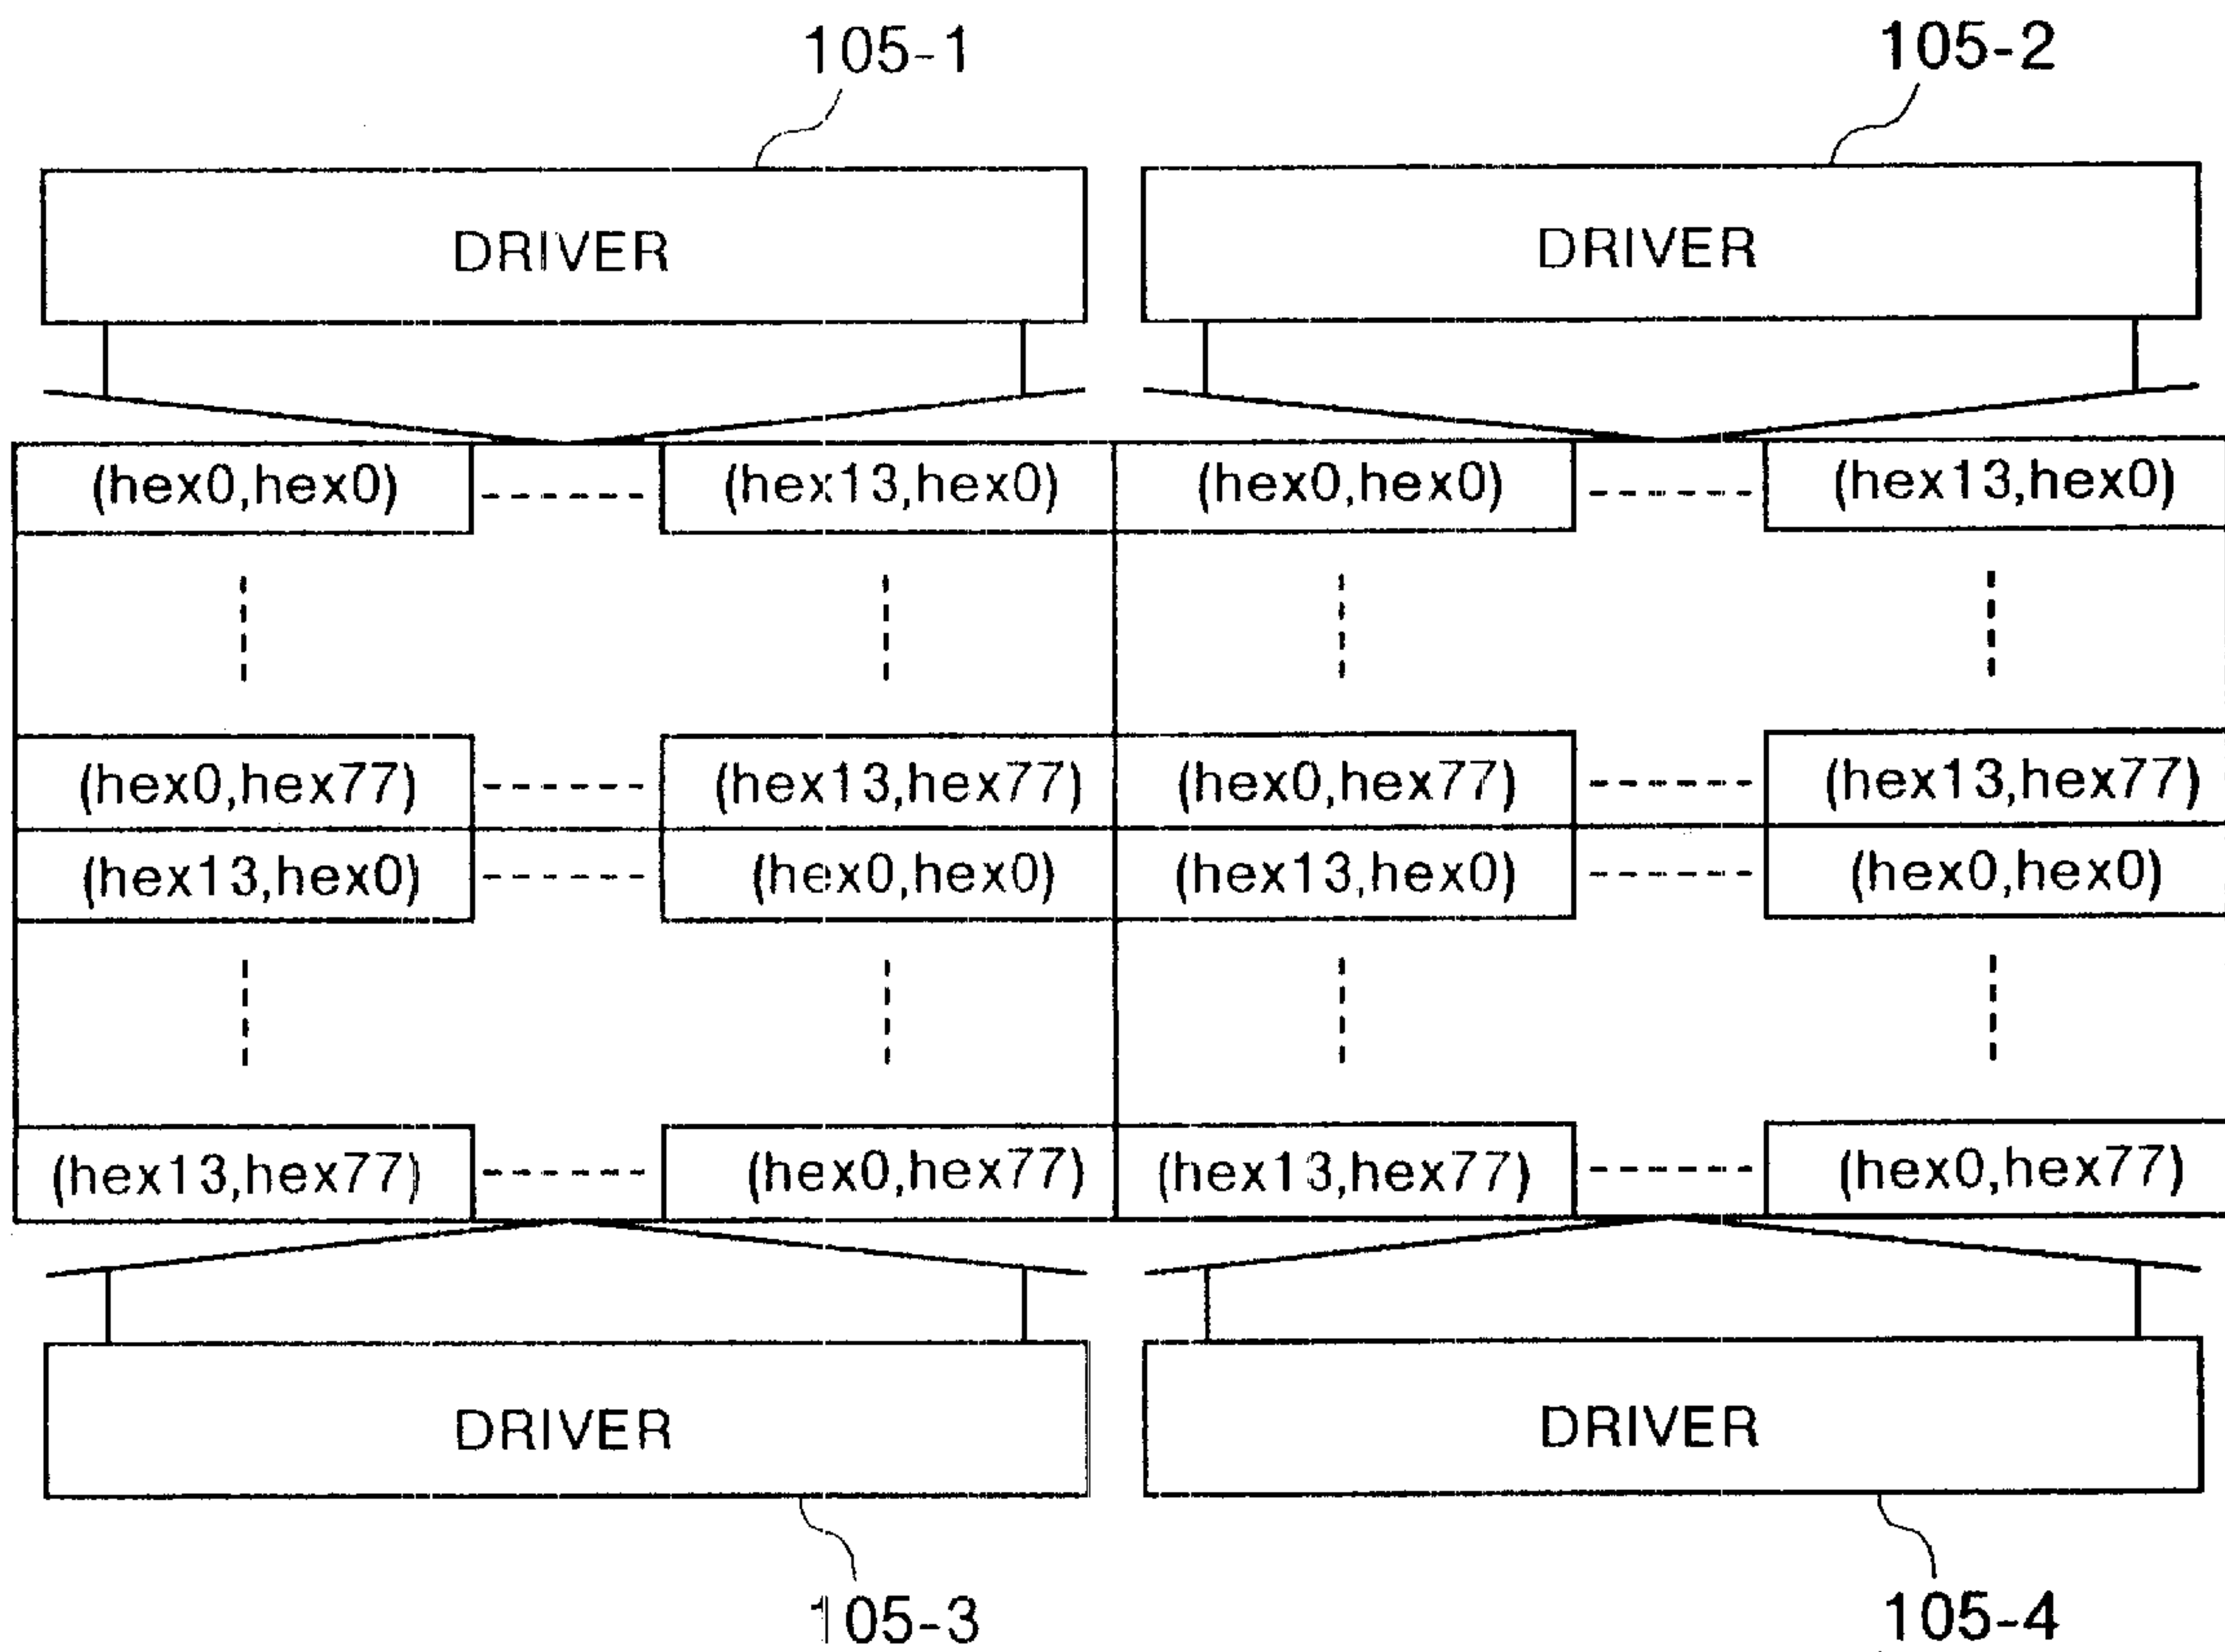 105-1 105-2
DRIVER DRIVER
(hex0,hex0) (hex13,hex0) (hex0,hex0) (hex13,hex0)
(hex0,hex77) (hex13,hex77) (hex0,hex77) (hex13,hex77)
(hex13,hex0) (hex0,hex0) (hex13,hex0) (hex0,hex0)
(hex13,hex77) (hex0,hex77) (hex13,hex77) (hex0,hex77)
DRIVER DRIVER
105-3 105-4